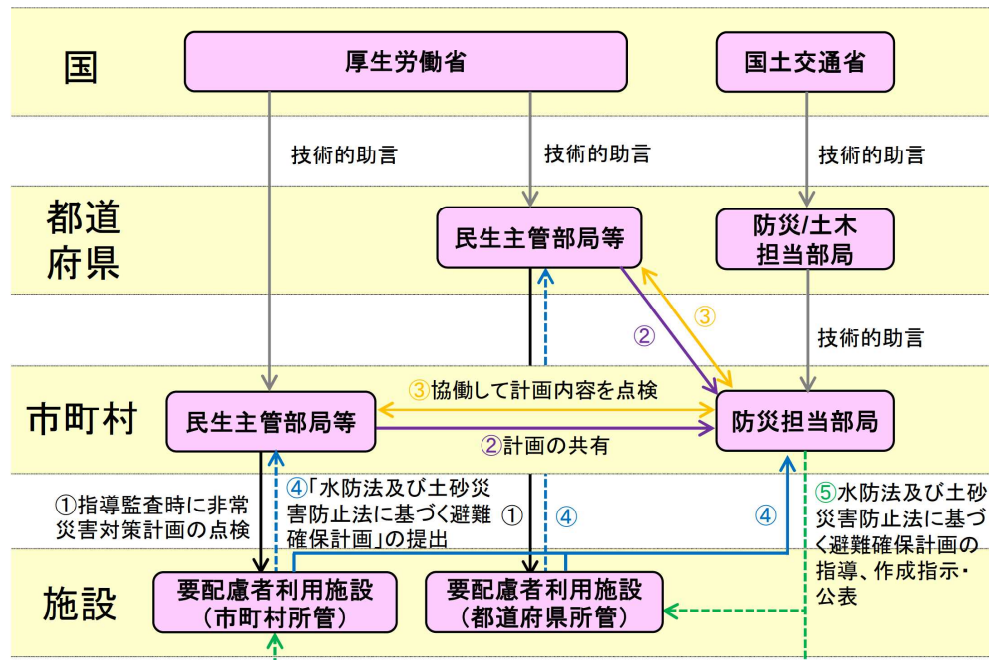 国
厚生労働省
国土交通省
技術的助言
技術的助言
技術的助言
都道
府県
民生主管部局等
防災/土木
担当部局
②
③
技術的助言
市町村
民生主管部局等
③協働して計画内容を点検
②計画の共有
防災担当部局
①指導監査時に非常
災害対策計画の点検
④「水防法及び土砂災
害防止法に基づく避難
確保計画」の提出
①
④
④
⑤水防法及び土砂
災害防止法に基づ
く避難確保計画の
指導、作成指示・
公表
施設
要配慮者利用施設
(市町村所管)
要配慮者利用施設
(都道府県所管)